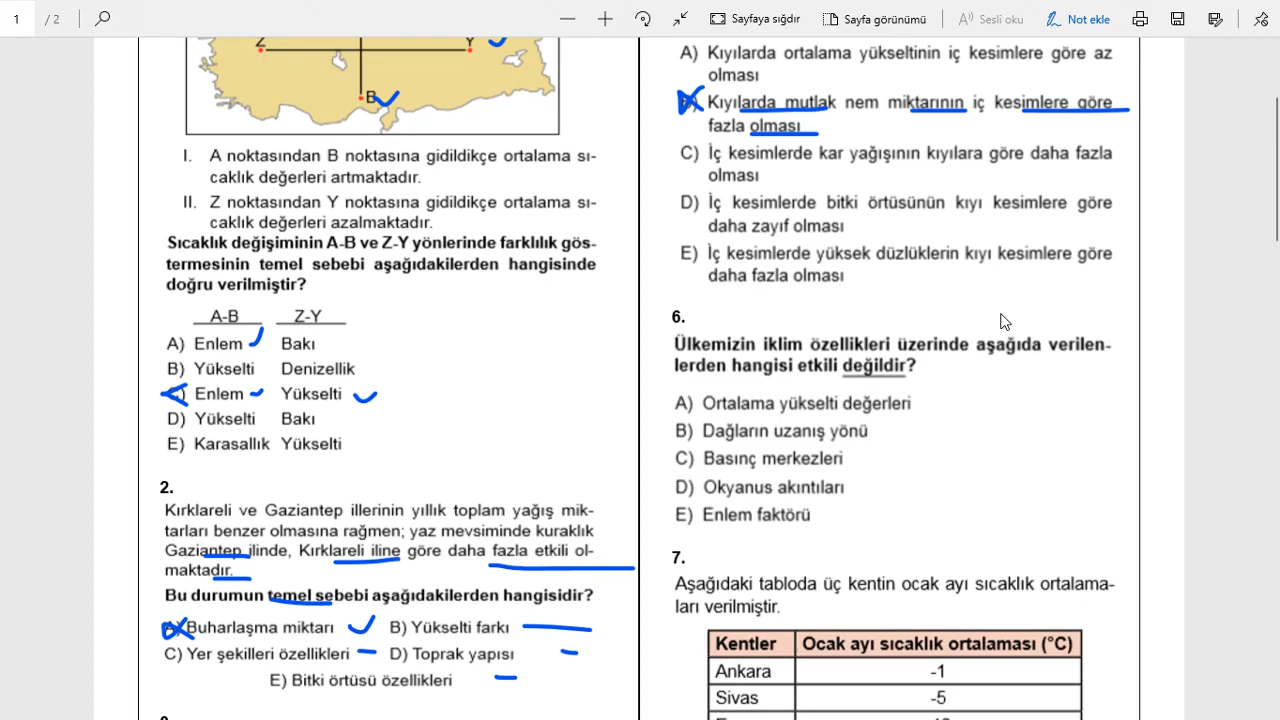 1 / 2 Sayfaya sığdır Sayfa görünümü Sesli oku Not ekle
Z Y
B
I. A noktasından B noktasına gidildikçe ortalama sı-
caklık değerleri artmaktadır.
II. Z noktasından Y noktasına gidildikçe ortalama sı-
caklık değerleri azalmaktadır.
Sıcaklık değişiminin A-B ve Z-Y yönlerinde farklılık gös-
termesinin temel sebebi aşağıdakilerden hangisinde
doğru verilmiştir?
A-B Z-Y
A) Enlem Bakı
B) Yükselti Denizellik
C) Enlem Yükselti
D) Yükselti Bakı
E) Karasallık Yükselti
2.
Kırklareli ve Gaziantep illerinin yıllık toplam yağış mik-
tarları benzer olmasına rağmen; yaz mevsiminde kuraklık
Gaziantep ilinde, Kırklareli iline göre daha fazla etkili ol-
maktadır.
Bu durumun temel sebebi aşağıdakilerden hangisidir?
A) Buharlaşma miktarı B) Yükselti farkı
C) Yer şekilleri özellikleri D) Toprak yapısı
E) Bitki örtüsü özellikleri
A) Kıyılarda ortalama yükseltinin iç kesimlere göre az
olması
B) Kıyılarda mutlak nem miktarının iç kesimlere göre
fazla olması
C) İç kesimlerde kar yağışının kıyılara göre daha fazla
olması
D) İç kesimlerde bitki örtüsünün kıyı kesimlere göre
daha zayıf olması
E) İç kesimlerde yüksek düzlüklerin kıyı kesimlere göre
daha fazla olması
6.
Ülkemizin iklim özellikleri üzerinde aşağıda verilen-
lerden hangisi etkili değildir?
A) Ortalama yükselti değerleri
B) Dağların uzanış yönü
C) Basınç merkezleri
D) Okyanus akıntıları
E) Enlem faktörü
7.
Aşağıdaki tabloda üç kentin ocak ayı sıcaklık ortalama-
ları verilmiştir.
Kentler Ocak ayı sıcaklık ortalaması (°C)
Ankara -1
Sivas -5